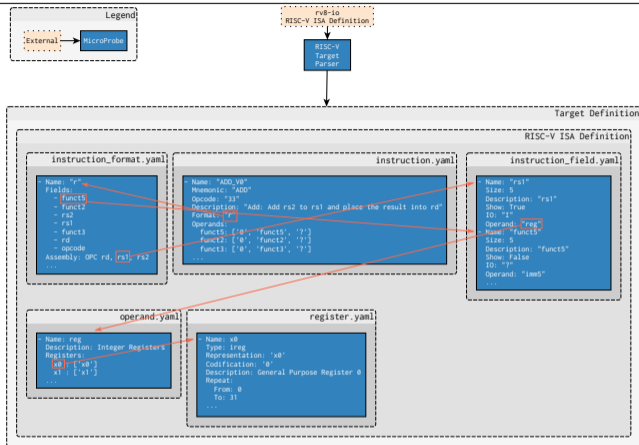 Legend
External
MicroProbe
rv8-io
RISC-V ISA Definition
RISC-V
Target
Parser
Target Definition
RISC-V ISA Definition
instruction_format.yaml
- Name: "r"
Fields:
- funct5
- funct2
- rs2
- rs1
- funct3
- rd
- opcode
Assembly: OPC rd, rs1, rs2
...
instruction.yaml
- Name: "ADD_V0"
Mnemonic: "ADD"
Opcode: "33"
Description: "Add: Add rs2 to rs1 and place the result into rd"
Format: "r"
Operands:
funct5: ['0', 'funct5', '?']
funct2: ['0', 'funct2', '?']
funct3: ['0', 'funct3', '?']
...
instruction_field.yaml
- Name: "rs1"
Size: 5
Description: "rs1"
Show: True
IO: "I"
Operand: "reg"
- Name: "funct5"
Size: 5
Description: "funct5"
Show: False
IO: "?"
Operand: "imm5"
...
operand.yaml
- Name: reg
Description: Integer Registers
Registers:
x0 : ['x0']
x1 : ['x1']
...
register.yaml
- Name: x0
Type: ireg
Representation: 'x0'
Codification: '0'
Description: General Purpose Register 0
Repeat:
From: 0
To: 31
...